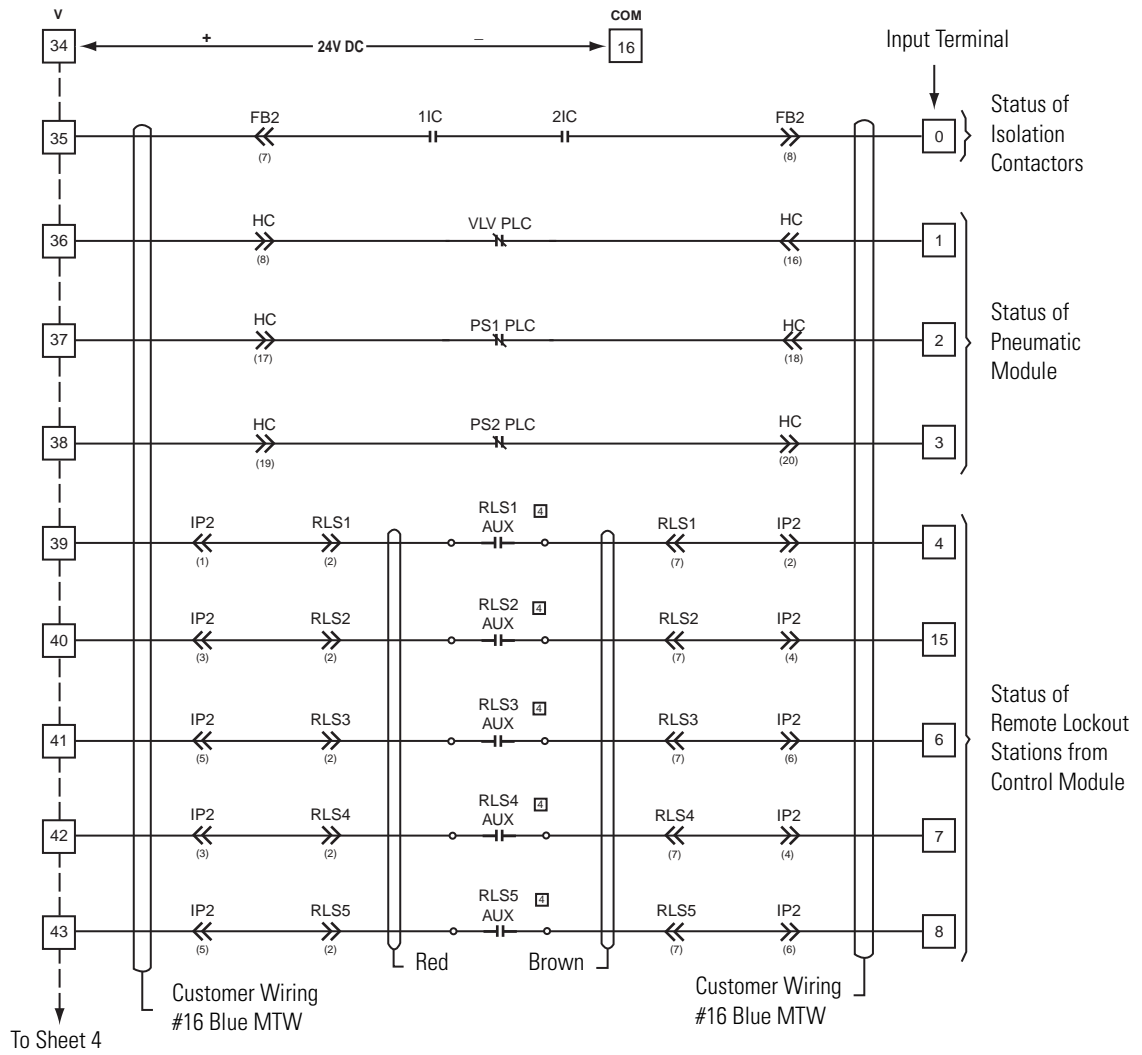 V
COM
34
+
24V DC
–
16
Input Terminal
35
FB2
(7)
1IC
2IC
FB2
(8)
0
Status of
Isolation
Contactors
36
HC
(8)
VLV PLC
HC
(16)
1
37
HC
(17)
PS1 PLC
HC
(18)
2
Status of
Pneumatic
Module
38
HC
(19)
PS2 PLC
HC
(20)
3
39
IP2
(1)
RLS1
(2)
RLS1
AUX
4
RLS1
(7)
IP2
(2)
4
40
IP2
(3)
RLS2
(2)
RLS2
AUX
4
RLS2
(7)
IP2
(4)
15
41
IP2
(5)
RLS3
(2)
RLS3
AUX
4
RLS3
(7)
IP2
(6)
6
Status of
Remote Lockout
Stations from
Control Module
42
IP2
(3)
RLS4
(2)
RLS4
AUX
4
RLS4
(7)
IP2
(4)
7
43
IP2
(5)
RLS5
(2)
RLS5
AUX
4
RLS5
(7)
IP2
(6)
8
Red
Brown
Customer Wiring
#16 Blue MTW
Customer Wiring
#16 Blue MTW
To Sheet 4